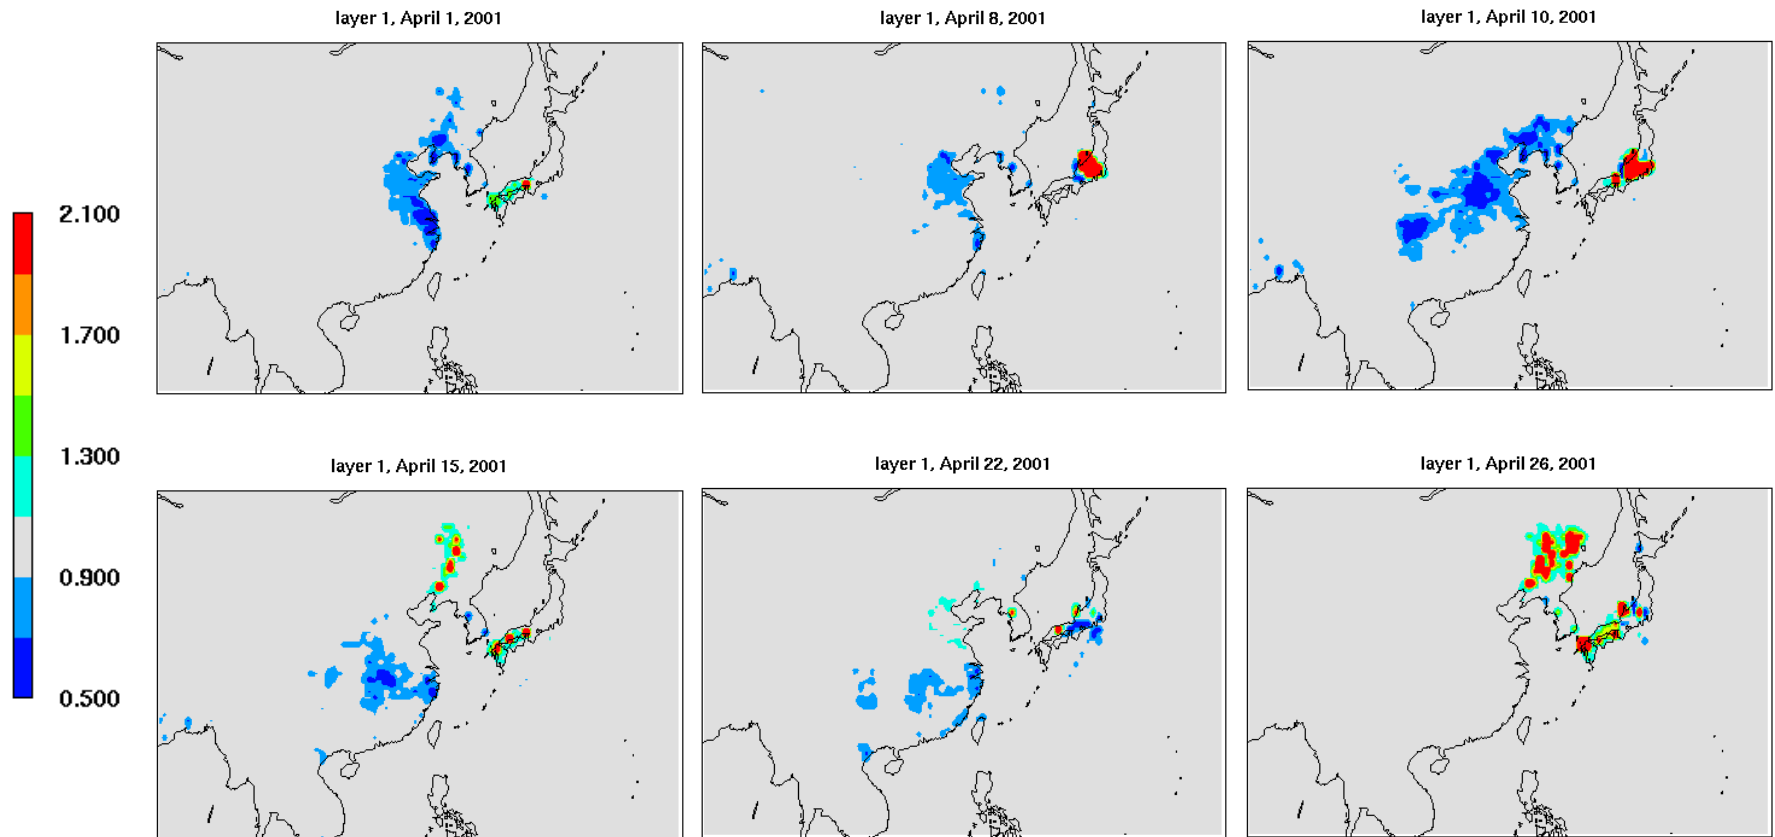 layer 1, April 1, 2001
layer 1, April 8, 2001
layer 1, April 10, 2001
2.100
1.700
1.300
0.900
0.500
layer 1, April 15, 2001
layer 1, April 22, 2001
layer 1, April 26, 2001